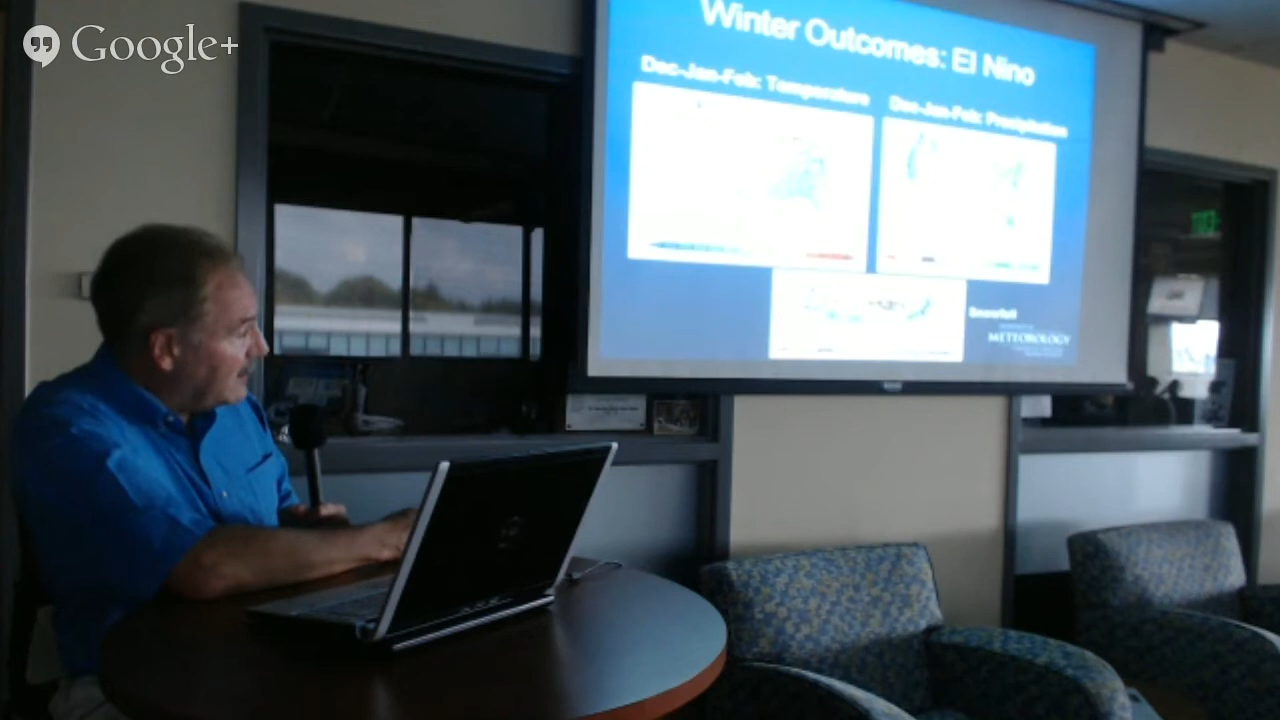 Google+
Winter Outcomes: El Nino
Dec-Jan-Feb: Temperature
Dec-Jan-Feb: Precipitation
Snowfall
METEOROLOGY